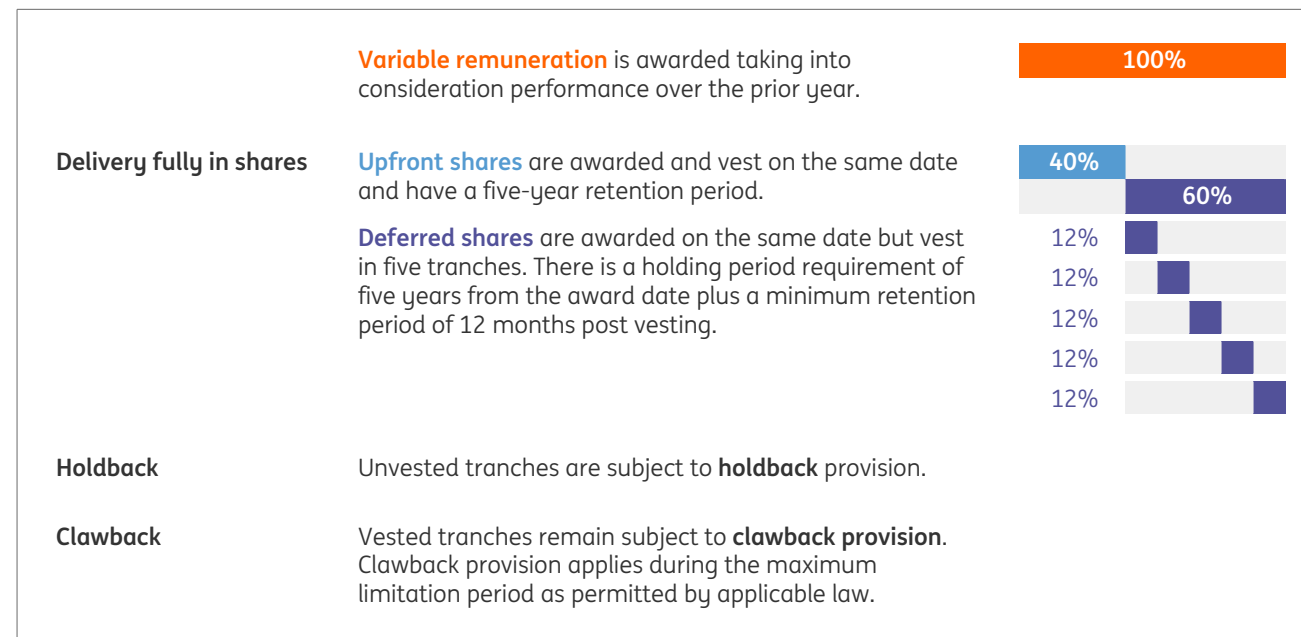 Variable remuneration is awarded taking into
consideration performance over the prior year.
100%
Delivery fully in shares
Upfront shares are awarded and vest on the same date
and have a five-year retention period.
40%
60%
Deferred shares are awarded on the same date but vest
in five tranches. There is a holding period requirement of
five years from the award date plus a minimum retention
period of 12 months post vesting.
12%
12%
12%
12%
12%
Holdback
Unvested tranches are subject to holdback provision.
Clawback
Vested tranches remain subject to clawback provision.
Clawback provision applies during the maximum
limitation period as permitted by applicable law.